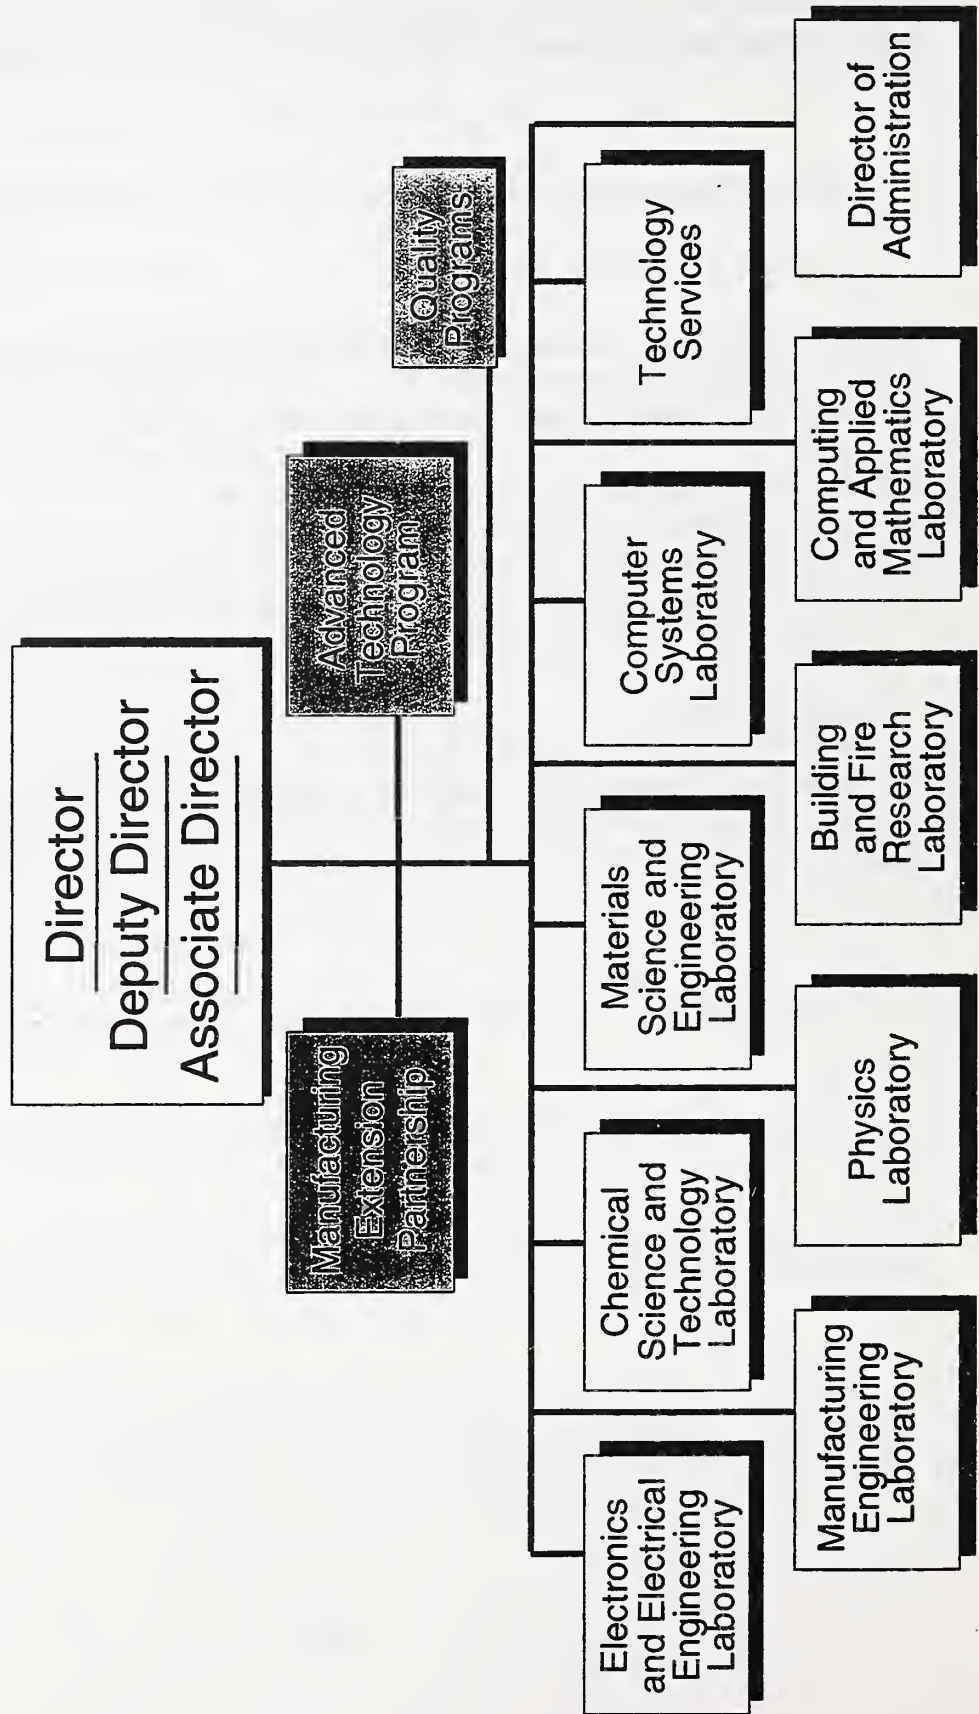 Director
Deputy Director
Associate Director
Manufacturing
Extension
Partnership
Advanced
Technology
Program
Quality
Programs
Electronics
and Electrical
Engineering
Laboratory
Chemical
Science and
Technology
Laboratory
Materials
Science and
Engineering
Laboratory
Computer
Systems
Laboratory
Technology
Services
Manufacturing
Engineering
Laboratory
Physics
Laboratory
Building
and Fire
Research
Laboratory
Computing
and Applied
Mathematics
Laboratory
Director of
Administration